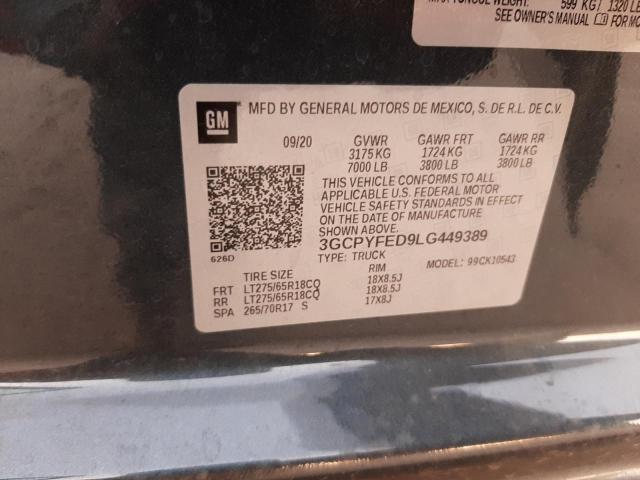 599 KG / 1320 LB
SEE OWNER'S MANUAL FOR MO
GM
MFD BY GENERAL MOTORS DE MEXICO, S. DE R.L. DE C.V.
09/20 GVWR GAWR FRT GAWR RR
3175 KG 1724 KG 1724 KG
7000 LB 3800 LB 3800 LB
THIS VEHICLE CONFORMS TO ALL
APPLICABLE U.S. FEDERAL MOTOR
VEHICLE SAFETY STANDARDS IN EFFECT
ON THE DATE OF MANUFACTURE
SHOWN ABOVE.
3GCPYFED9LG449389
626D
TYPE: TRUCK MODEL: 99CK10543
TIRE SIZE RIM
FRT LT275/65R18CQ 18X8.5J
RR LT275/65R18CQ 18X8.5J
SPA 265/70R17 S 17X8J